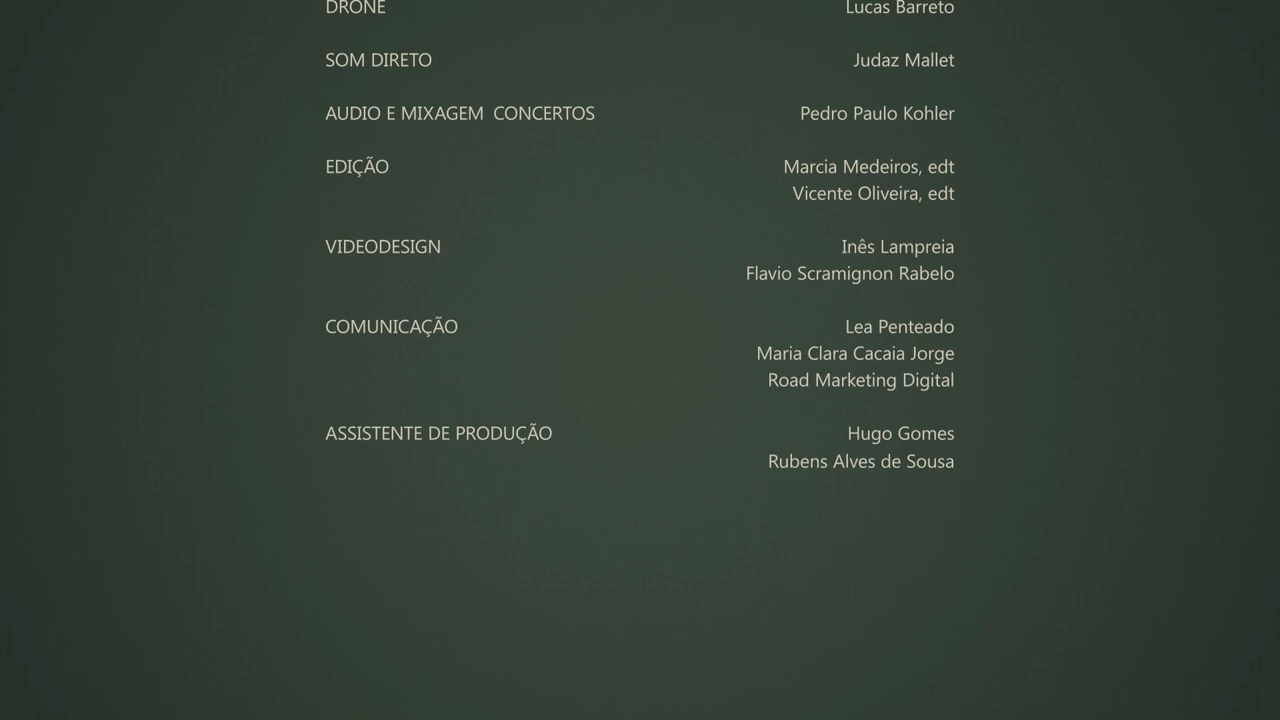 DRONE Lucas Barreto
SOM DIRETO Judaz Mallet
AUDIO E MIXAGEM  CONCERTOS Pedro Paulo Kohler
EDIÇÃO Marcia Medeiros, edt
Vicente Oliveira, edt
VIDEODESIGN Inês Lampreia
Flavio Scramignon Rabelo
COMUNICAÇÃO Lea Penteado
Maria Clara Cacaia Jorge
Road Marketing Digital
ASSISTENTE DE PRODUÇÃO Hugo Gomes
Rubens Alves de Sousa